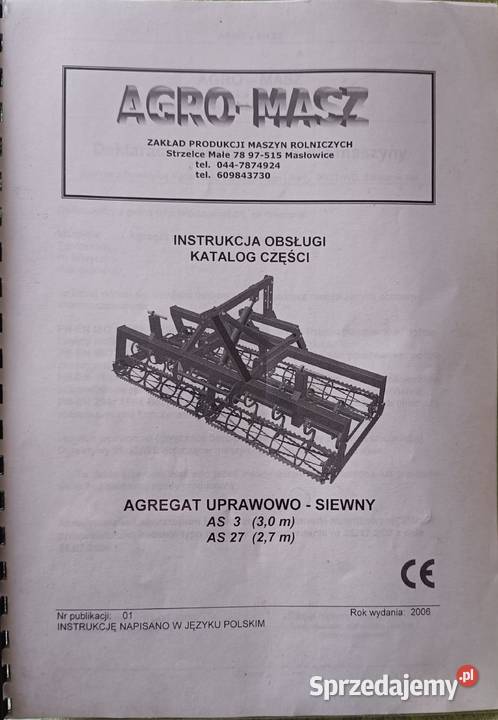 AGRO-MASZ
ZAKŁAD PRODUKCJI MASZYN ROLNICZYCH
Strzelce Małe 78 97-515 Masłowice
tel. 044-7874924
tel. 609843730
INSTRUKCJA OBSŁUGI
KATALOG CZĘŚCI
AGREGAT UPRAWOWO - SIEWNY
AS 3 (3,0 m)
AS 27 (2,7 m)
CE
Nr publikacji: 01 Rok wydania: 2006
INSTRUKCJĘ NAPISANO W JĘZYKU POLSKIM
Sprzedajemy.pl